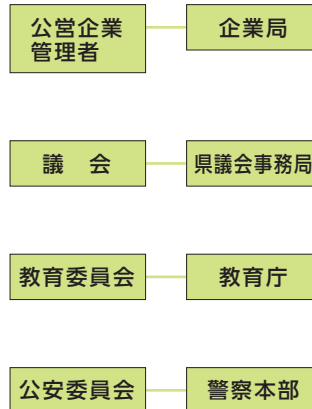 公営企業
管理者
企業局
議　会
県議会事務局
教育委員会
教育庁
公安委員会
警察本部